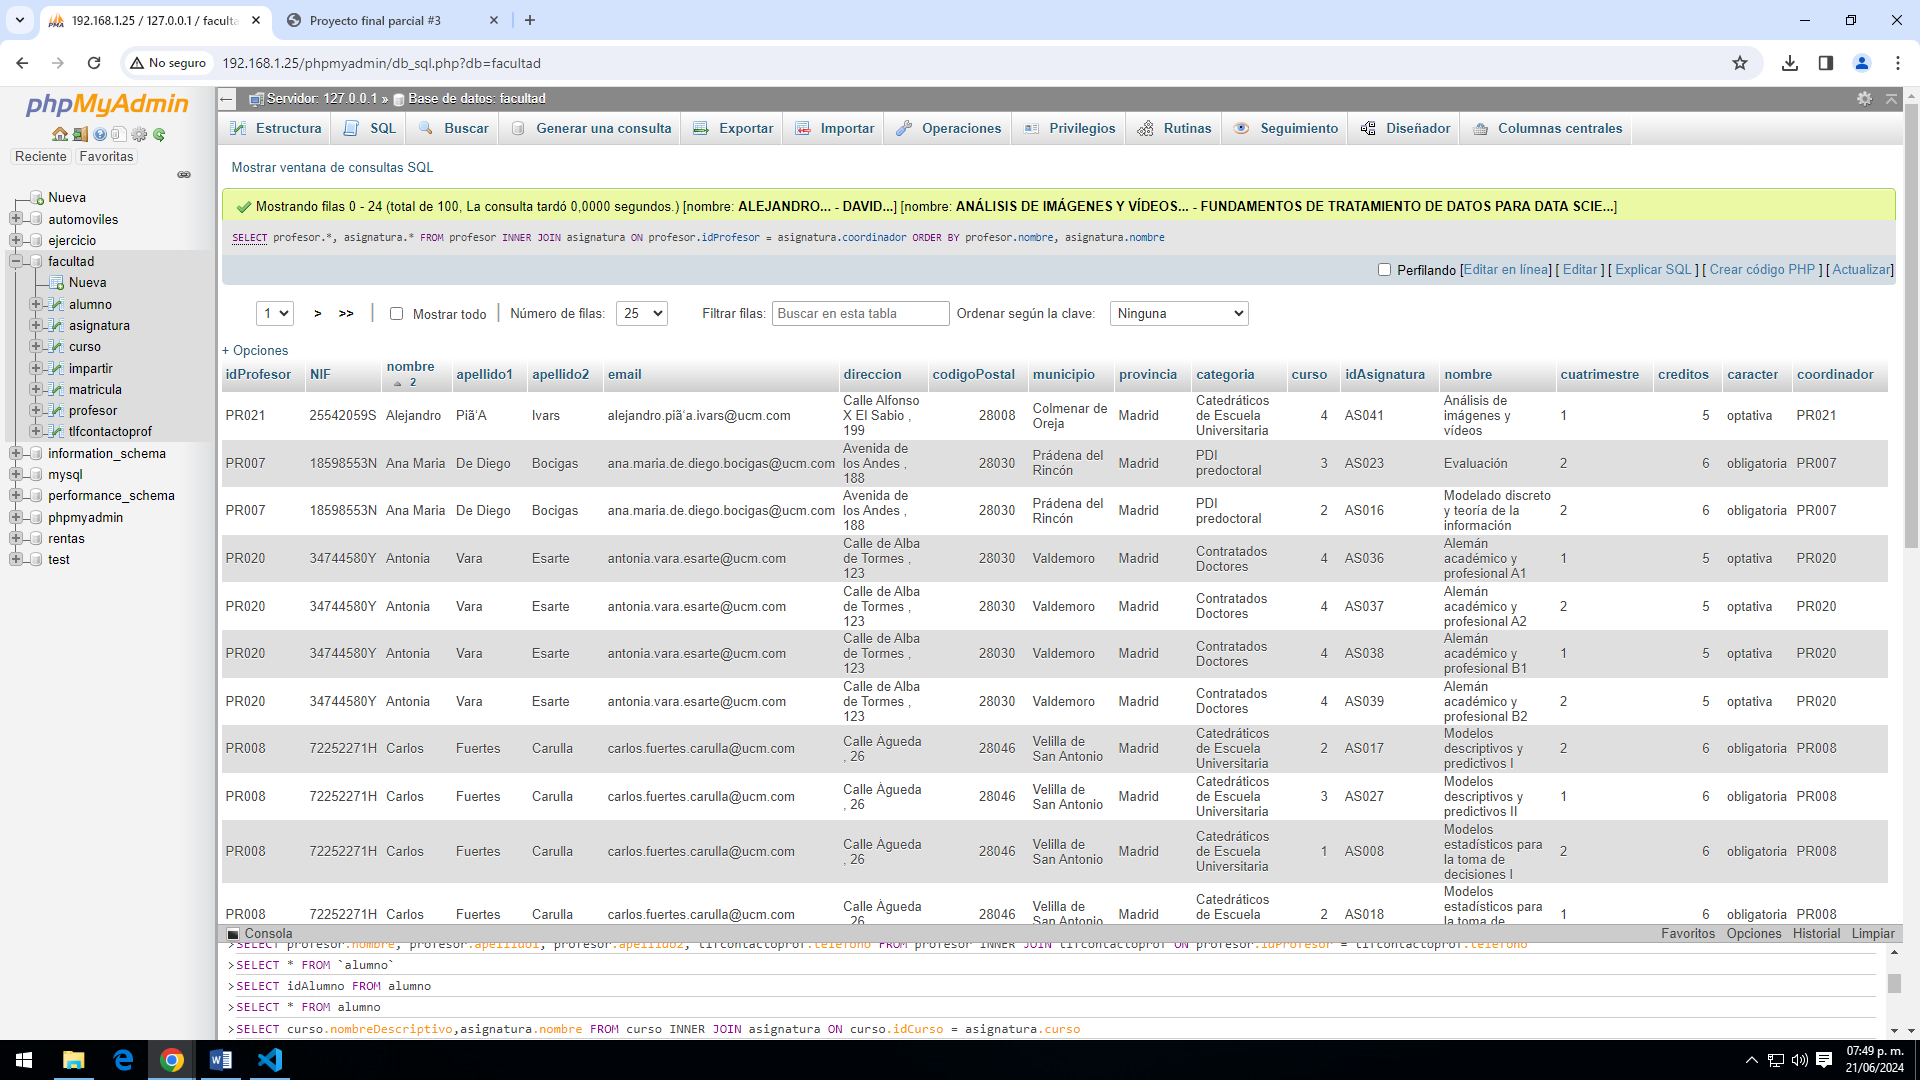 192.168.1.25 / 127.0.0.1 / faculta
Proyecto final parcial #3
No seguro
192.168.1.25/phpmyadmin/db_sql.php?db=facultad
phpMyAdmin
Reciente
Favoritas
Nueva
automoviles
ejercicio
facultad
Nueva
alumno
asignatura
curso
impartir
matricula
profesor
tlfcontactoprof
information_schema
mysql
performance_schema
phpmyadmin
rentas
test
Servidor: 127.0.0.1 » Base de datos: facultad
Estructura SQL Buscar Generar una consulta Exportar Importar Operaciones Privilegios Rutinas Seguimiento Diseñador Columnas centrales
Mostrar ventana de consultas SQL
Mostrando filas 0 - 24 (total de 100, La consulta tardó 0,0000 segundos.) [nombre: ALEJANDRO... - DAVID...] [nombre: ANÁLISIS DE IMÁGENES Y VÍDEOS... - FUNDAMENTOS DE TRATAMIENTO DE DATOS PARA DATA SCIE...]
SELECT profesor.*, asignatura.* FROM profesor INNER JOIN asignatura ON profesor.idProfesor = asignatura.coordinador ORDER BY profesor.nombre, asignatura.nombre
Perfilando [Editar en línea] [ Editar ] [ Explicar SQL ] [ Crear código PHP ] [ Actualizar]
1 > >> | Mostrar todo | Número de filas: 25 Filtrar filas: Buscar en esta tabla Ordenar según la clave: Ninguna
+ Opciones
idProfesor NIF nombre 2 apellido1 apellido2 email direccion codigoPostal municipio provincia categoria curso idAsignatura nombre cuatrimestre creditos caracter coordinador
PR021 25542059S Alejandro Piã‘A Ivars alejandro.piã‘a.ivars@ucm.com Calle Alfonso X El Sabio , 199 28008 Colmenar de Oreja Madrid Catedráticos de Escuela Universitaria 4 AS041 Análisis de imágenes y vídeos 1 5 optativa PR021
PR007 18598553N Ana Maria De Diego Bocigas ana.maria.de.diego.bocigas@ucm.com Avenida de los Andes , 188 28030 Prádena del Rincón Madrid PDI predoctoral 3 AS023 Evaluación 2 6 obligatoria PR007
PR007 18598553N Ana Maria De Diego Bocigas ana.maria.de.diego.bocigas@ucm.com Avenida de los Andes , 188 28030 Prádena del Rincón Madrid PDI predoctoral 2 AS016 Modelado discreto y teoría de la información 2 6 obligatoria PR007
PR020 34744580Y Antonia Vara Esarte antonia.vara.esarte@ucm.com Calle de Alba de Tormes , 123 28030 Valdemoro Madrid Contratados Doctores 4 AS036 Alemán académico y profesional A1 1 5 optativa PR020
PR020 34744580Y Antonia Vara Esarte antonia.vara.esarte@ucm.com Calle de Alba de Tormes , 123 28030 Valdemoro Madrid Contratados Doctores 4 AS037 Alemán académico y profesional A2 2 5 optativa PR020
PR020 34744580Y Antonia Vara Esarte antonia.vara.esarte@ucm.com Calle de Alba de Tormes , 123 28030 Valdemoro Madrid Contratados Doctores 4 AS038 Alemán académico y profesional B1 1 5 optativa PR020
PR020 34744580Y Antonia Vara Esarte antonia.vara.esarte@ucm.com Calle de Alba de Tormes , 123 28030 Valdemoro Madrid Contratados Doctores 4 AS039 Alemán académico y profesional B2 2 5 optativa PR020
PR008 72252271H Carlos Fuertes Carulla carlos.fuertes.carulla@ucm.com Calle Águeda , 26 28046 Velilla de San Antonio Madrid Catedráticos de Escuela Universitaria 2 AS017 Modelos descriptivos y predictivos I 2 6 obligatoria PR008
PR008 72252271H Carlos Fuertes Carulla carlos.fuertes.carulla@ucm.com Calle Águeda , 26 28046 Velilla de San Antonio Madrid Catedráticos de Escuela Universitaria 3 AS027 Modelos descriptivos y predictivos II 1 6 obligatoria PR008
PR008 72252271H Carlos Fuertes Carulla carlos.fuertes.carulla@ucm.com Calle Águeda , 26 28046 Velilla de San Antonio Madrid Catedráticos de Escuela Universitaria 1 AS008 Modelos estadísticos para la toma de decisiones I 2 6 obligatoria PR008
PR008 72252271H Carlos Fuertes Carulla carlos.fuertes.carulla@ucm.com Calle Águeda , 26 28046 Velilla de San Antonio Madrid Catedráticos de Escuela 2 AS018 Modelos estadísticos para la toma de 1 6 obligatoria PR008
Consola Favoritos Opciones Historial Limpiar
>SELECT profesor.nombre, profesor.apellido1, profesor.apellido2, tlfcontactoprof.telefono FROM profesor INNER JOIN tlfcontactoprof ON profesor.idProfesor = tlfcontactoprof.telefono
>SELECT * FROM `alumno`
>SELECT idAlumno FROM alumno
>SELECT * FROM alumno
>SELECT curso.nombreDescriptivo,asignatura.nombre FROM curso INNER JOIN asignatura ON curso.idCurso = asignatura.curso
07:49 p. m.
21/06/2024